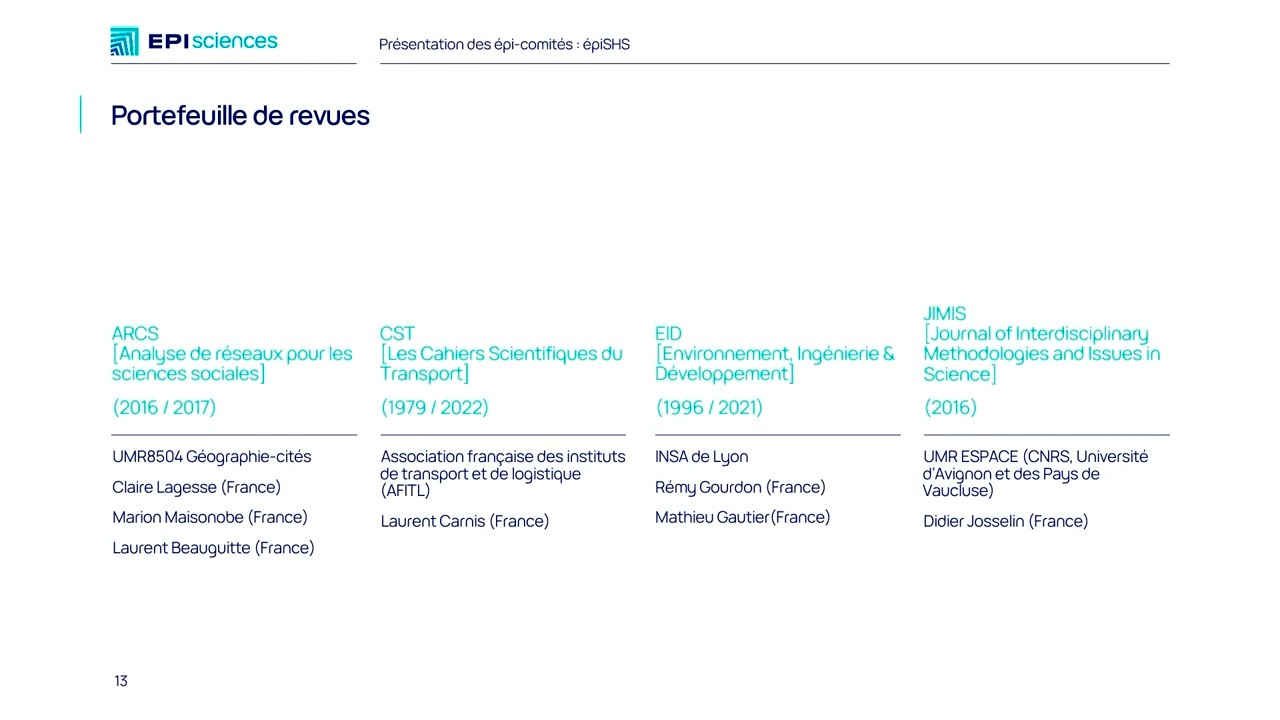 EPIsciences
Présentation des épi-comités : épiSHS
Portefeuille de revues
ARCS
[Analyse de réseaux pour les
sciences sociales]
(2016 / 2017)
UMR8504 Géographie-cités
Claire Lagesse (France)
Marion Maisonobe (France)
Laurent Beauguitte (France)
CST
[Les Cahiers Scientifiques du
Transport]
(1979 / 2022)
Association française des instituts
de transport et de logistique
(AFITL)
Laurent Carnis (France)
EID
[Environnement, Ingénierie &
Développement]
(1996 / 2021)
INSA de Lyon
Rémy Gourdon (France)
Mathieu Gautier(France)
JIMIS
[Journal of Interdisciplinary
Methodologies and Issues in
Science]
(2016)
UMR ESPACE (CNRS, Université
d’Avignon et des Pays de
Vaucluse)
Didier Josselin (France)
13